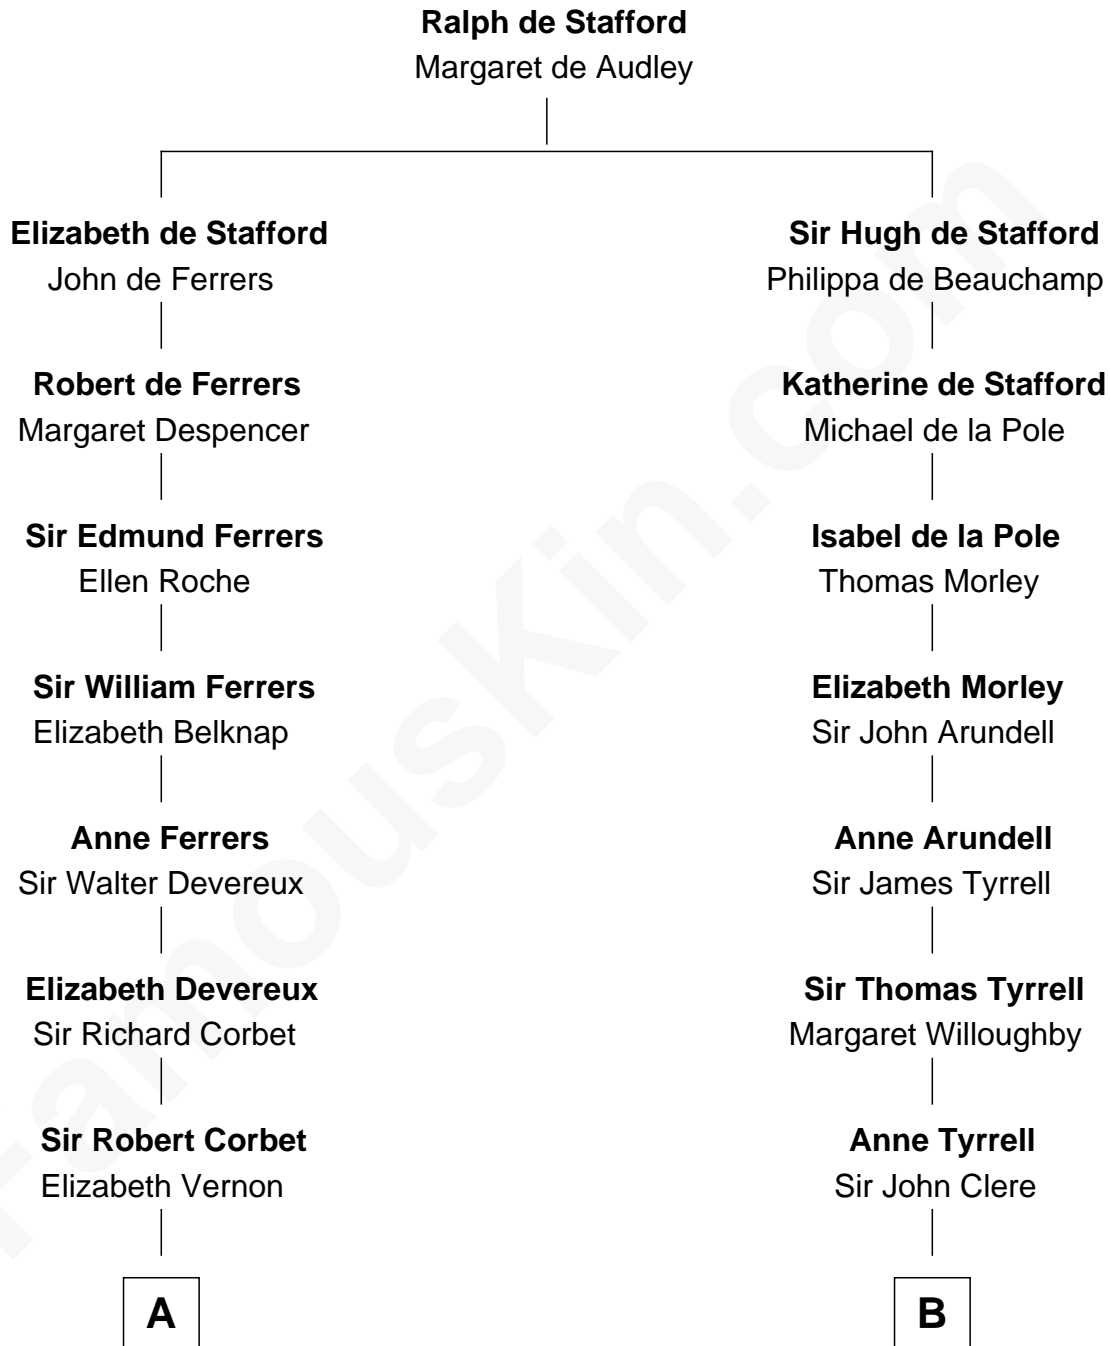 Ralph de Stafford
Margaret de Audley
Elizabeth de Stafford
John de Ferrers
Sir Hugh de Stafford
Philippa de Beauchamp
Robert de Ferrers
Margaret Despencer
Katherine de Stafford
Michael de la Pole
Sir Edmund Ferrers
Ellen Roche
Isabel de la Pole
Thomas Morley
Sir William Ferrers
Elizabeth Belknap
Elizabeth Morley
Sir John Arundell
Anne Ferrers
Sir Walter Devereux
Anne Arundell
Sir James Tyrrell
Elizabeth Devereux
Sir Richard Corbet
Sir Thomas Tyrrell
Margaret Willoughby
Sir Robert Corbet
Elizabeth Vernon
Anne Tyrrell
Sir John Clere
A
B
FamousKin.com